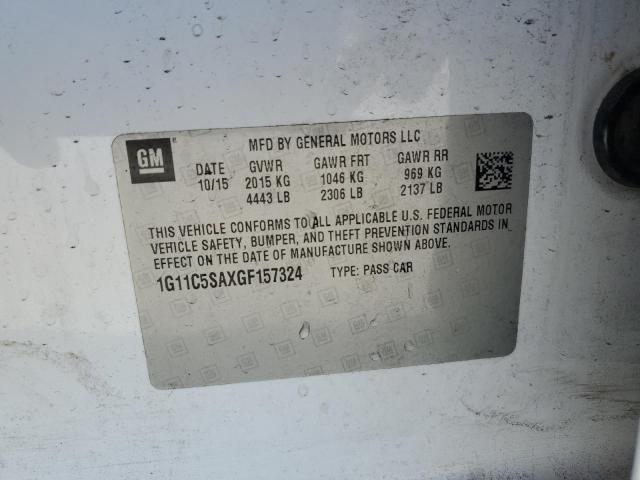 GM
MFD BY GENERAL MOTORS LLC
DATE GVWR GAWR FRT GAWR RR
10/15 2015 KG 1046 KG 969 KG
4443 LB 2306 LB 2137 LB
THIS VEHICLE CONFORMS TO ALL APPLICABLE U.S. FEDERAL MOTOR
VEHICLE SAFETY, BUMPER, AND THEFT PREVENTION STANDARDS IN
EFFECT ON THE DATE OF MANUFACTURE SHOWN ABOVE.
1G11C5SAXGF157324 TYPE: PASS CAR